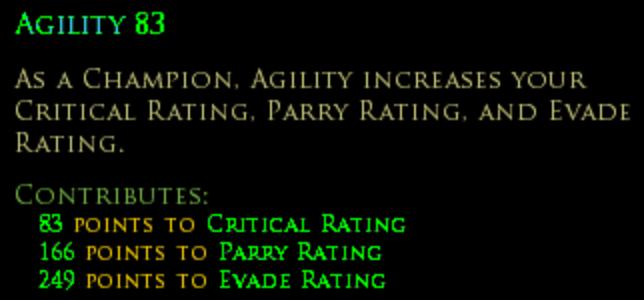 Agility 83
As a Champion, Agility increases your
Critical Rating, Parry Rating, and Evade
Rating.
Contributes:
83 points to Critical Rating
166 points to Parry Rating
249 points to Evade Rating